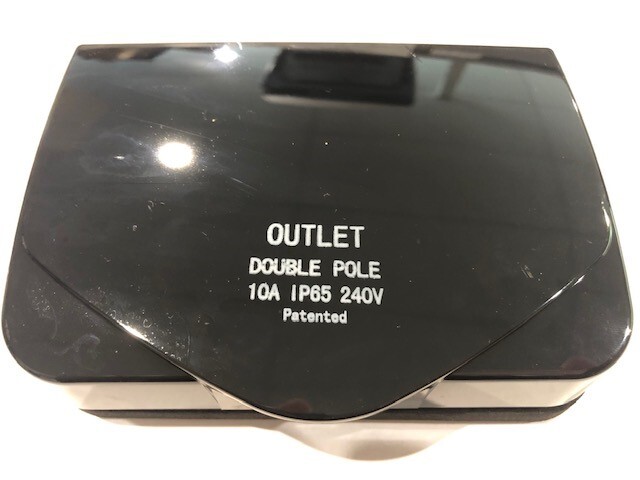 OUTLET
DOUBLE POLE
10A IP65 240V
Patented